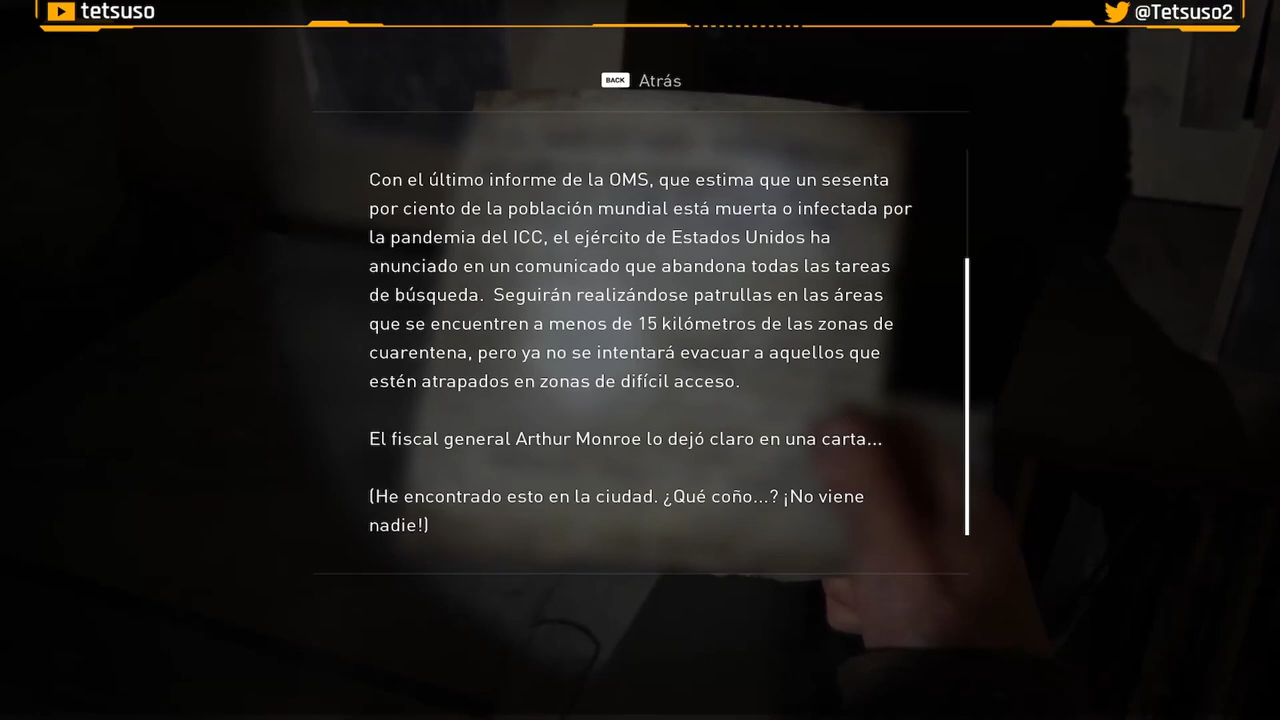 tetsuso
@Tetsuso2
BACK Atrás
Con el último informe de la OMS, que estima que un sesenta
por ciento de la población mundial está muerta o infectada por
la pandemia del ICC, el ejército de Estados Unidos ha
anunciado en un comunicado que abandona todas las tareas
de búsqueda.  Seguirán realizándose patrullas en las áreas
que se encuentren a menos de 15 kilómetros de las zonas de
cuarentena, pero ya no se intentará evacuar a aquellos que
estén atrapados en zonas de difícil acceso.
El fiscal general Arthur Monroe lo dejó claro en una carta...
(He encontrado esto en la ciudad. ¿Qué coño...? ¡No viene
nadie!)